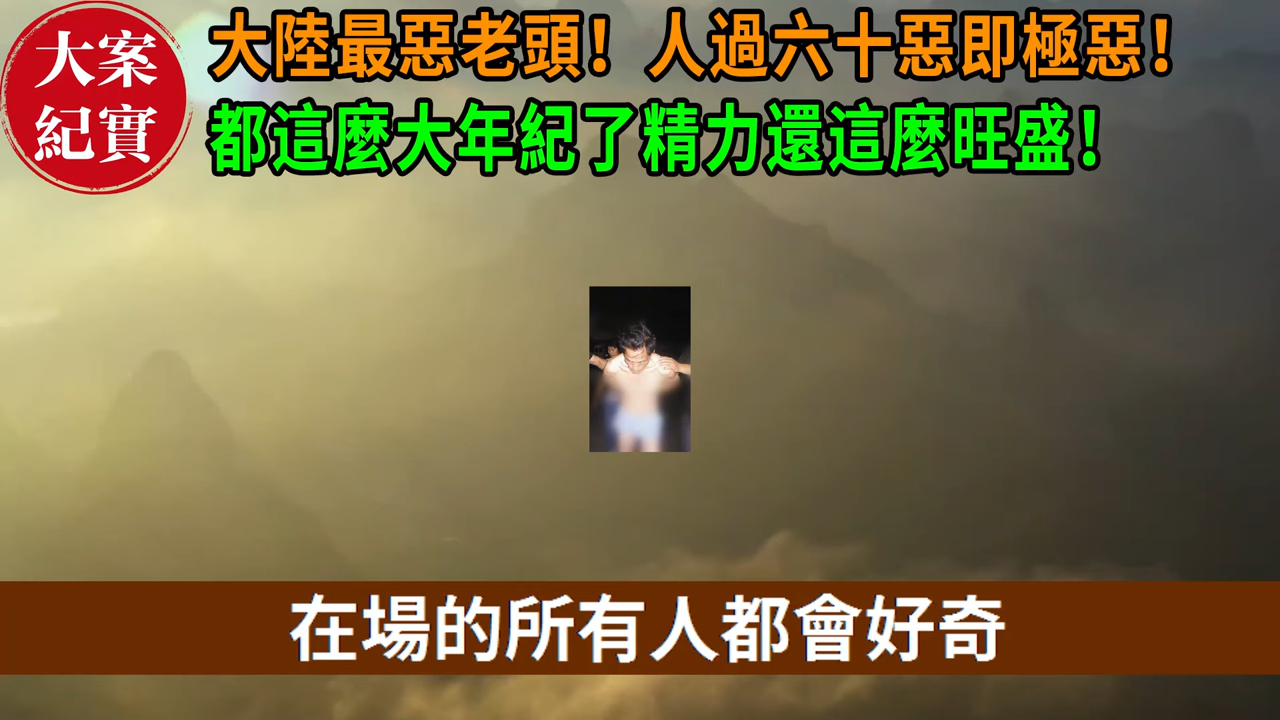 大案
紀實
大陸最惡老頭！人過六十惡即極惡！
都這麼大年紀了精力還這麼旺盛！
在場的所有人都會好奇